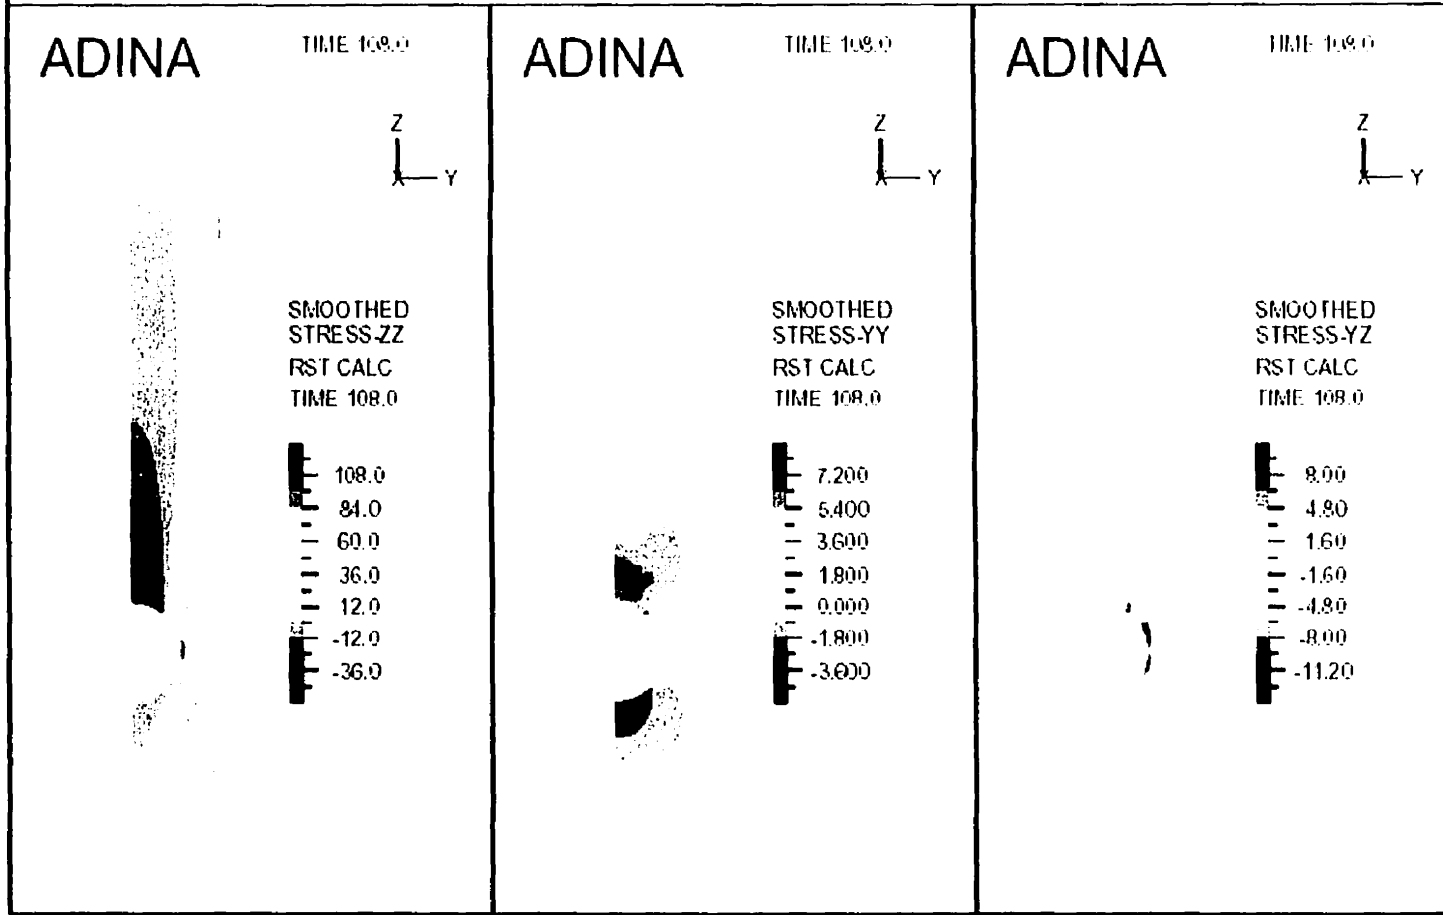 ADINA
TIME 108.0
Z
X
Y
SMOOTHED
STRESS-ZZ
RST CALC
TIME 108.0
108.0
84.0
60.0
36.0
12.0
-12.0
-36.0
ADINA
TIME 108.0
Z
X
Y
SMOOTHED
STRESS-YY
RST CALC
TIME 108.0
7.200
5.400
3.600
1.800
0.000
-1.800
-3.600
ADINA
TIME 108.0
Z
X
Y
SMOOTHED
STRESS-YZ
RST CALC
TIME 108.0
8.00
4.80
1.60
-1.60
-4.80
-8.00
-11.20